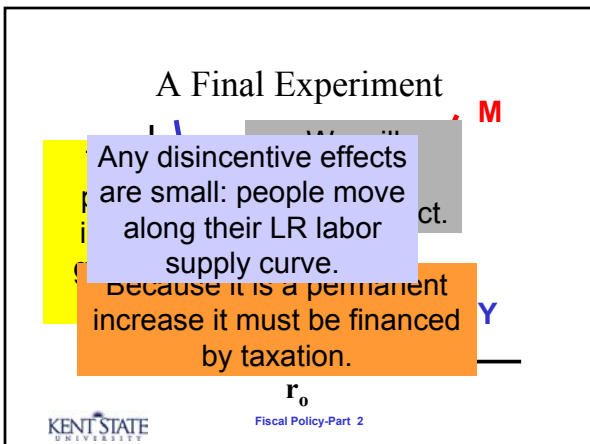 A Final Experiment
M
Any disincentive effects
are small: people move
along their LR labor
supply curve.
ct.
Because it is a permanent
increase it must be financed
by taxation.
Y
r₀
KENT STATE
UNIVERSITY
Fiscal Policy-Part 2